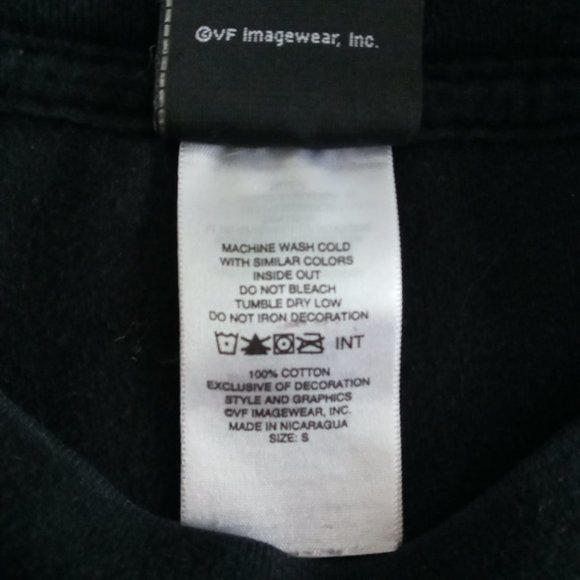 ©VF Imagewear, Inc.
MACHINE WASH COLD
WITH SIMILAR COLORS
INSIDE OUT
DO NOT BLEACH
TUMBLE DRY LOW
DO NOT IRON DECORATION
INT
100% COTTON
EXCLUSIVE OF DECORATION
STYLE AND GRAPHICS
©VF IMAGEWEAR, INC.
MADE IN NICARAGUA
SIZE: S